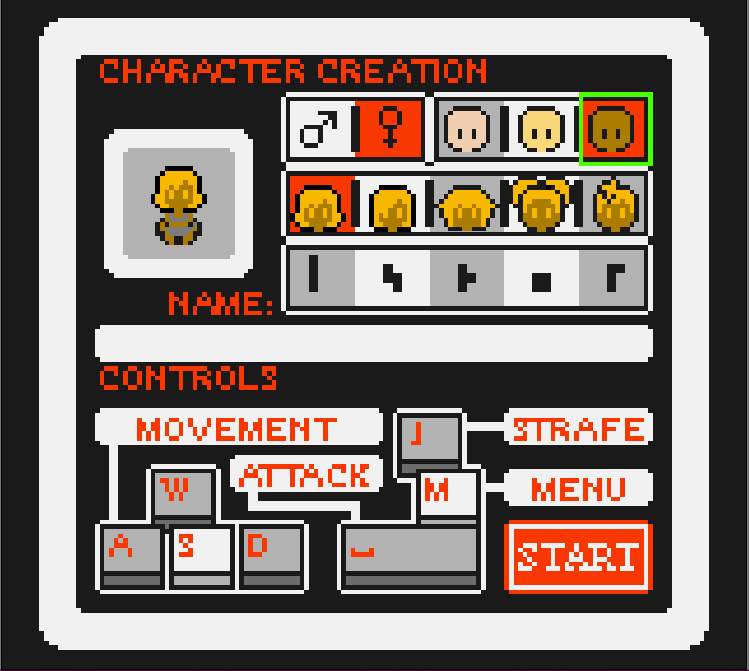 CHARACTER CREATION
NAME:
CONTROLS
MOVEMENT
J
STRAFE
ATTACK
W
M
MENU
A
S
D
START